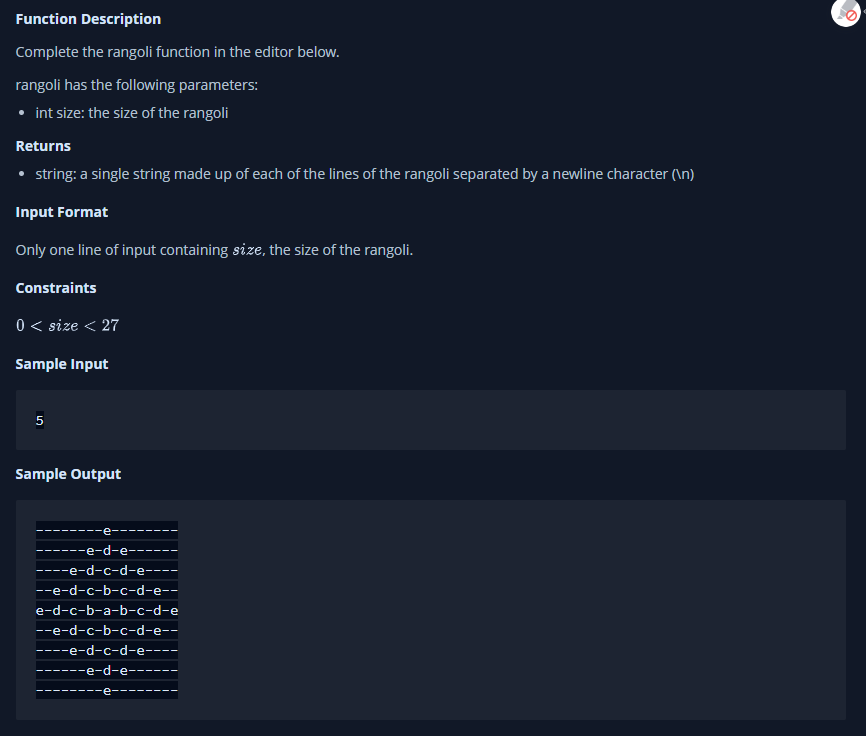 Function Description
Complete the rangoli function in the editor below.
rangoli has the following parameters:
• int size: the size of the rangoli
Returns
• string: a single string made up of each of the lines of the rangoli separated by a newline character (\n)
Input Format
Only one line of input containing size, the size of the rangoli.
Constraints
0 < size < 27
Sample Input
5
Sample Output
--------e--------
------e-d-e------
----e-d-c-d-e----
--e-d-c-b-c-d-e--
e-d-c-b-a-b-c-d-e
--e-d-c-b-c-d-e--
----e-d-c-d-e----
------e-d-e------
--------e--------